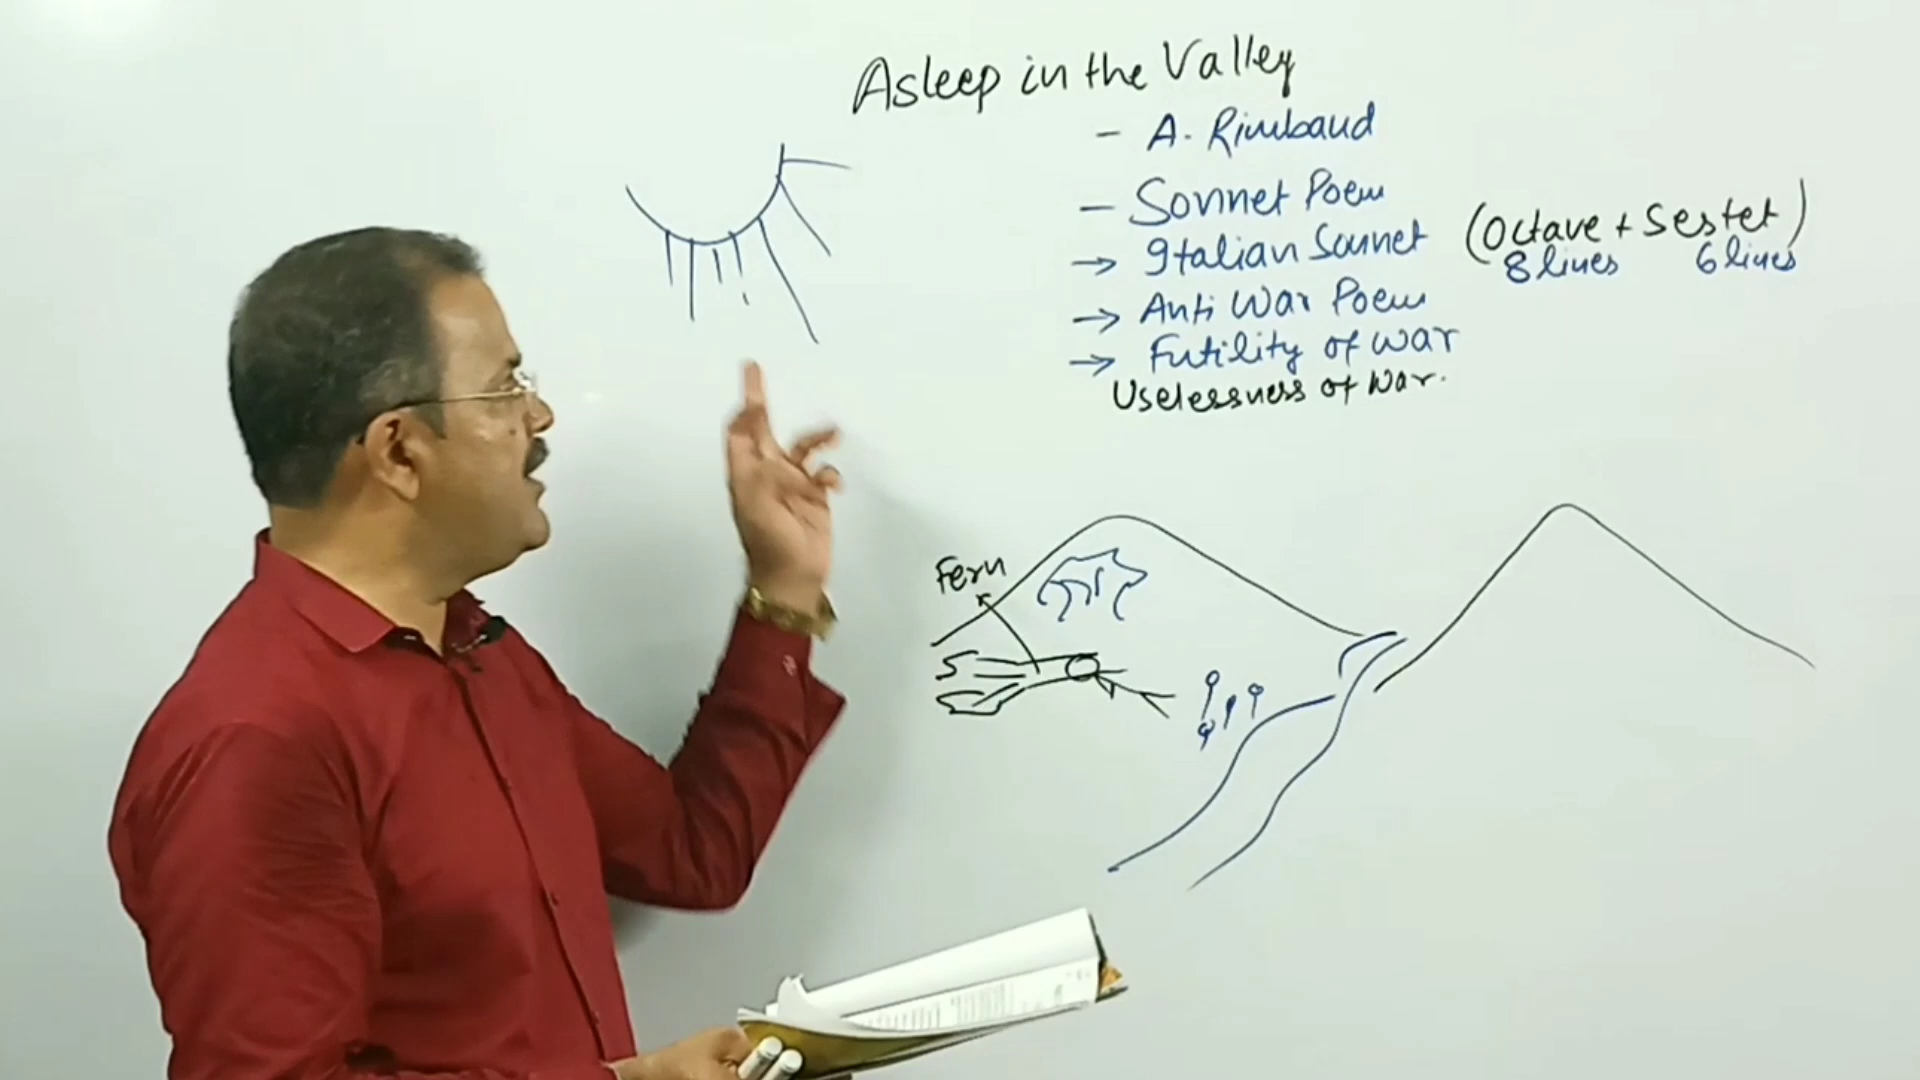 Asleep in the Valley
- A. Rimbaud
- Sonnet Poem
→ Italian Sonnet (Octave + Sestet)
8 lines 6 lines
→ Anti War Poem
→ Futility of war
Uselessness of War.
Fern